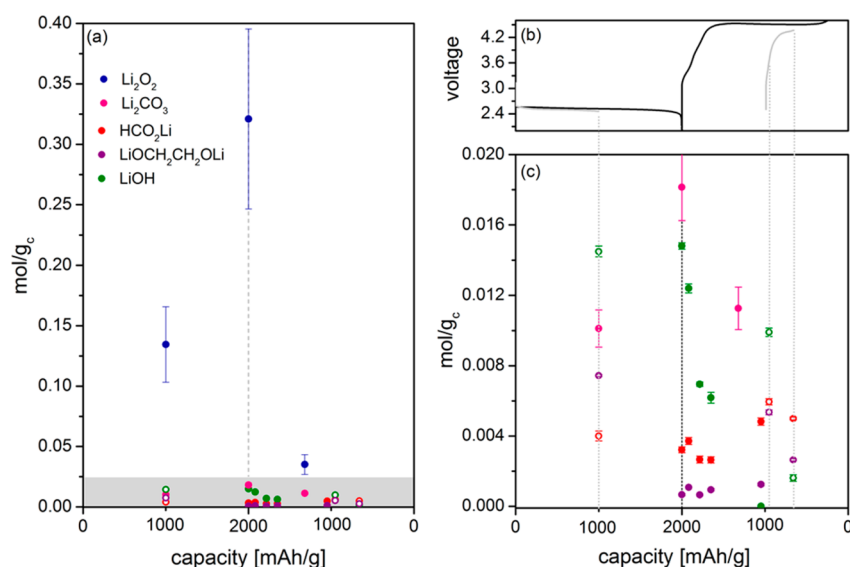 (a)
0.40
0.35
0.30
0.25
0.20
0.15
0.10
0.05
0.00
mol/g_c
Li₂O₂
Li₂CO₃
HCO₂Li
LiOCH₂CH₂OLi
LiOH
0 1000 2000 1000 0
capacity [mAh/g]
(b)
voltage
4.2
3.6
3.0
2.4
(c)
0.020
0.016
0.012
0.008
0.004
0.000
mol/g_c
0 1000 2000 1000 0
capacity [mAh/g]